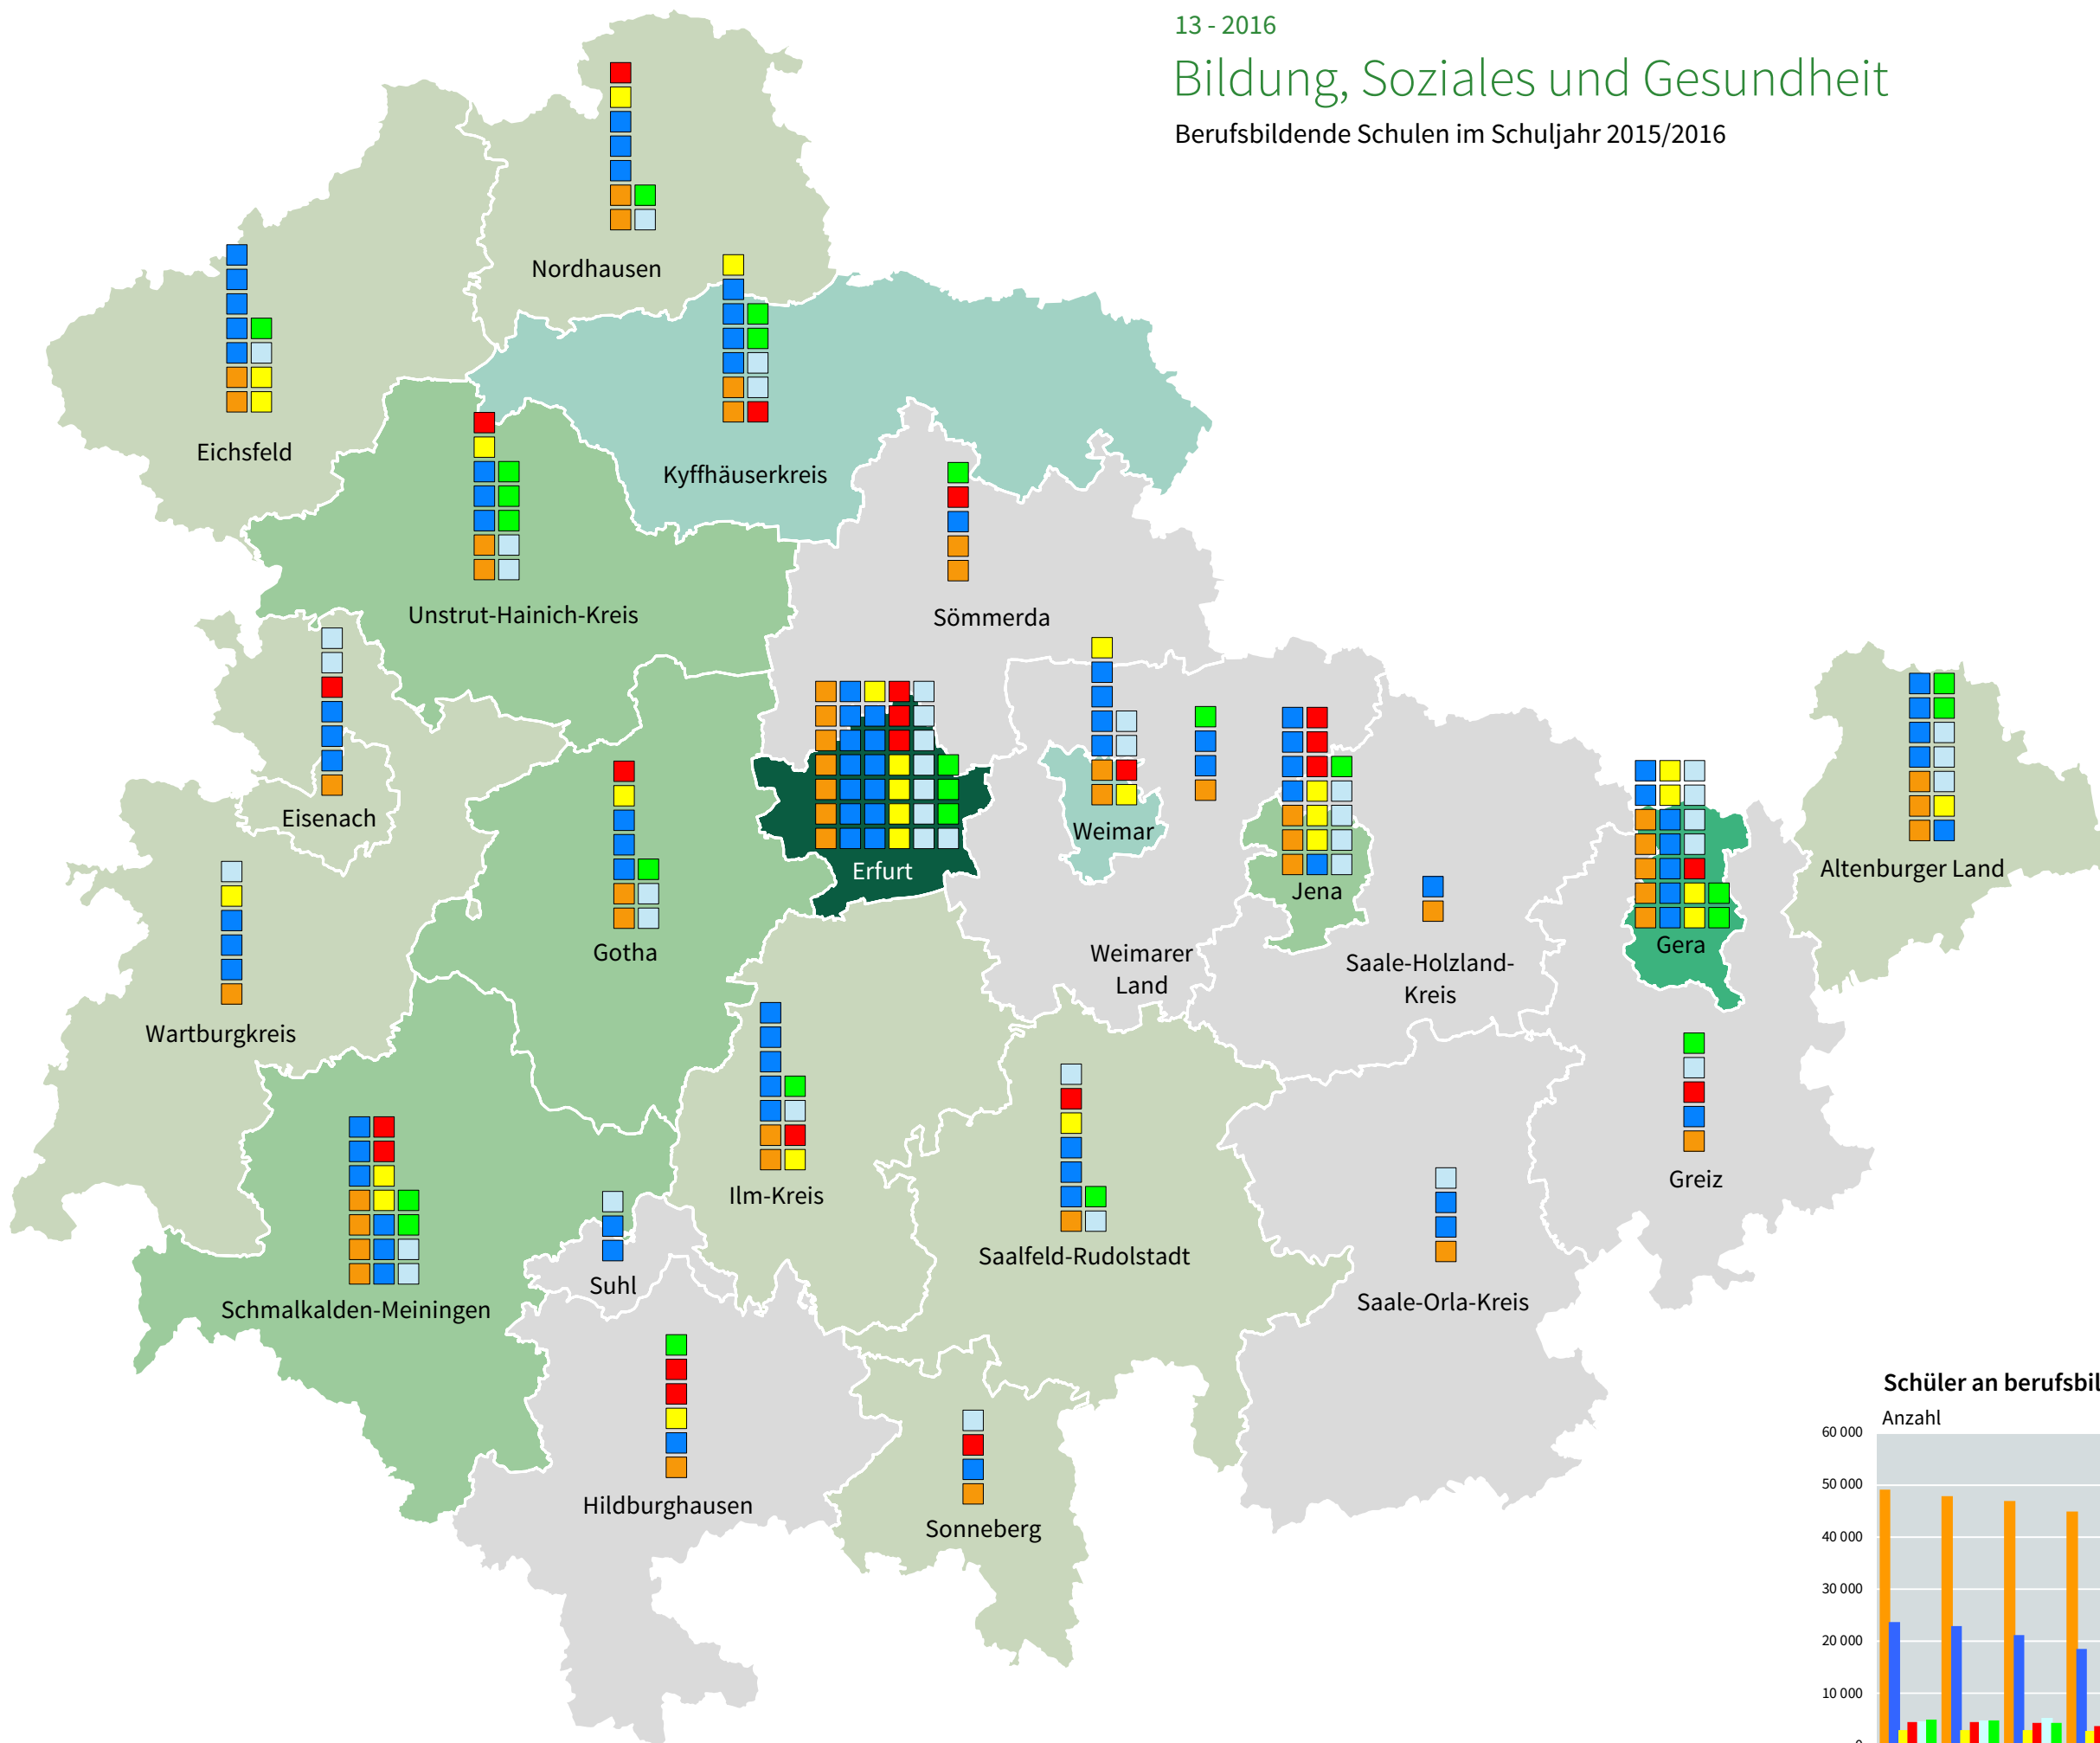 13 - 2016
Bildung, Soziales und Gesundheit
Berufsbildende Schulen im Schuljahr 2015/2016
Nordhausen
Eichsfeld
Kyffhäuserkreis
Unstrut-Hainich-Kreis
Sömmerda
Eisenach
Weimar
Erfurt
Altenburger Land
Jena
Gera
Gotha
Weimarer
Land
Saale-Holzland-
Kreis
Wartburgkreis
Greiz
Ilm-Kreis
Saalfeld-Rudolstadt
Suhl
Saale-Orla-Kreis
Schmalkalden-Meiningen
Hildburghausen
Sonneberg
Schüler an berufsbil
Anzahl
60 000
50 000
40 000
30 000
20 000
10 000